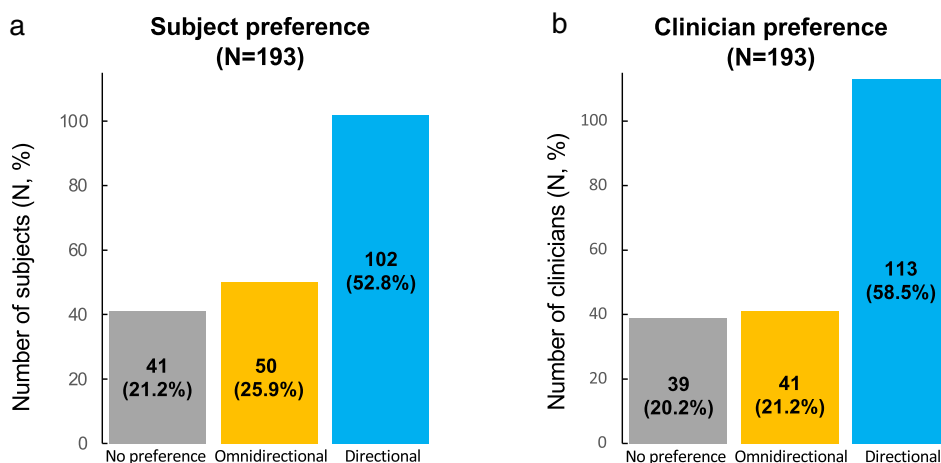 a
Subject preference
(N=193)
Number of subjects (N, %)
100
80
60
40
20
0
41
(21.2%)
50
(25.9%)
102
(52.8%)
No preference
Omnidirectional
Directional
b
Clinician preference
(N=193)
Number of clinicians (N, %)
100
80
60
40
20
0
39
(20.2%)
41
(21.2%)
113
(58.5%)
No preference
Omnidirectional
Directional